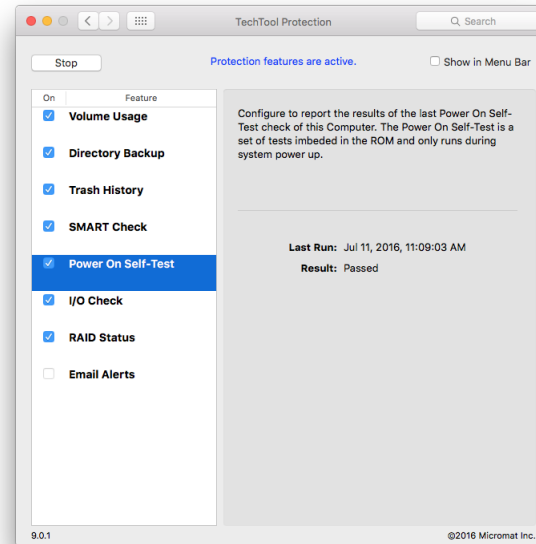 TechTool Protection
Search
Stop
Protection features are active.
Show in Menu Bar
On
Feature
Volume Usage
Directory Backup
Trash History
SMART Check
Power On Self-Test
I/O Check
RAID Status
Email Alerts
Configure to report the results of the last Power On Self-
Test check of this Computer. The Power On Self-Test is a
set of tests imbeded in the ROM and only runs during
system power up.
Last Run: Jul 11, 2016, 11:09:03 AM
Result: Passed
9.0.1
©2016 Micromat Inc.